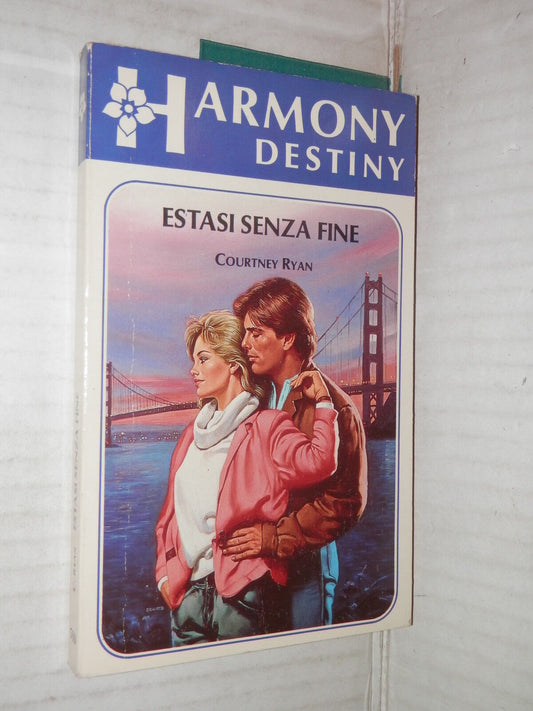 HARMONY
DESTINY
ESTASI SENZA FINE
COURTNEY RYAN